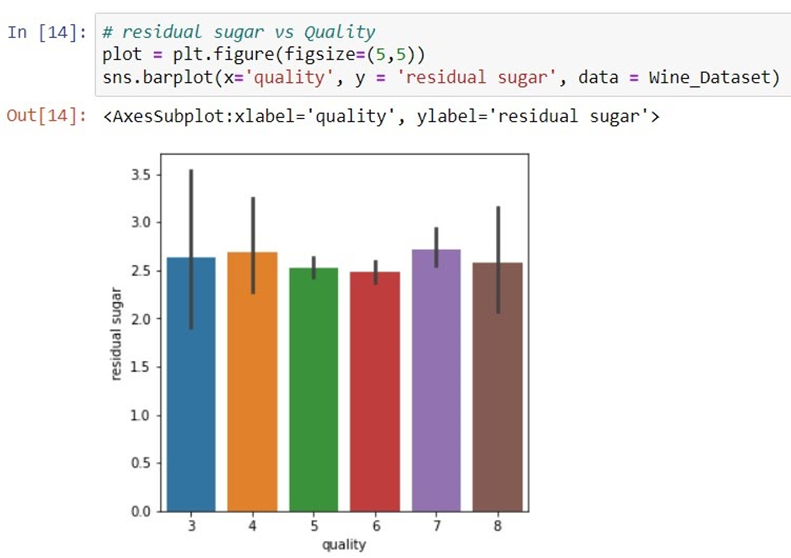 In [14]: # residual sugar vs Quality
plot = plt.figure(figsize=(5,5))
sns.barplot(x='quality', y = 'residual sugar', data = Wine_Dataset)
Out[14]: <AxesSubplot:xlabel='quality', ylabel='residual sugar'>
3.5
3.0
2.5
2.0
1.5
1.0
0.5
0.0
residual sugar
3 4 5 6 7 8
quality